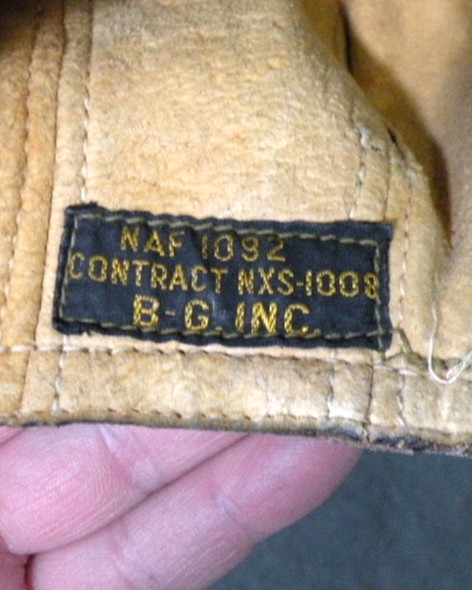 NAF 1092
CONTRACT NXS-1008
B-G. INC.